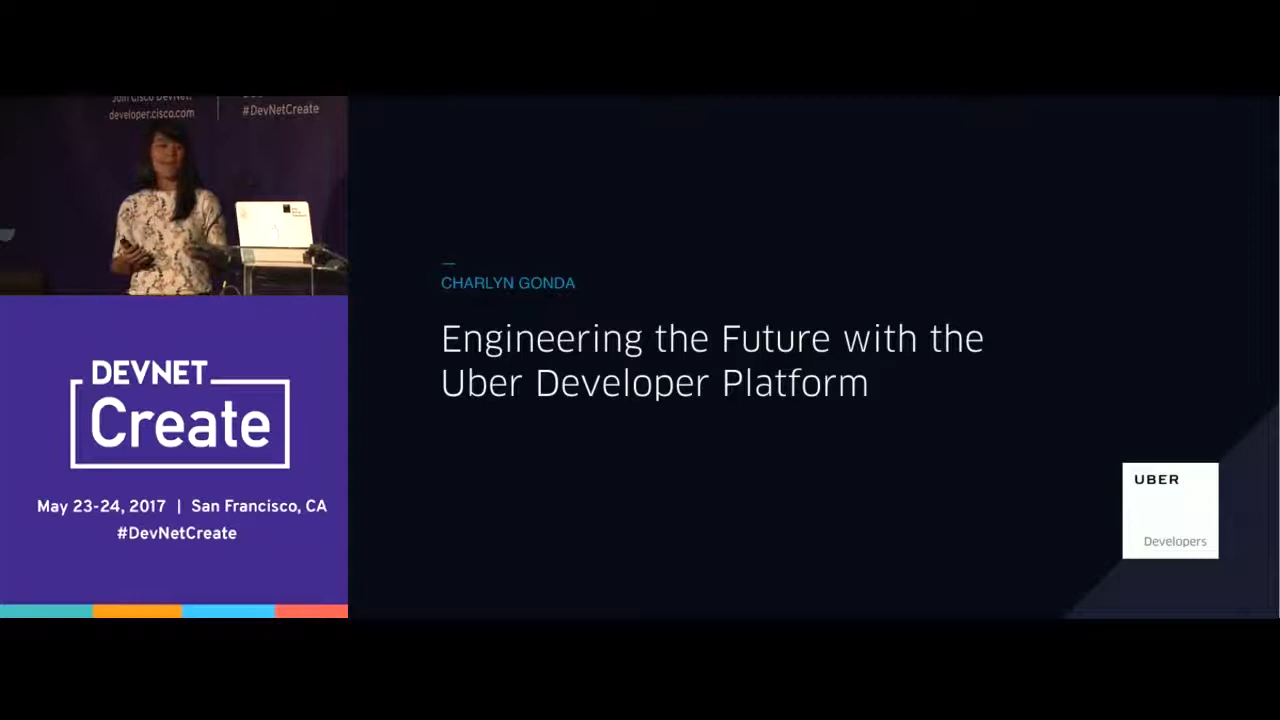 Join Cisco DevNet:
developer.cisco.com
#DevNetCreate
DEVNET
Create
May 23-24, 2017 | San Francisco, CA
#DevNetCreate
CHARLYN GONDA
Engineering the Future with the
Uber Developer Platform
UBER
Developers